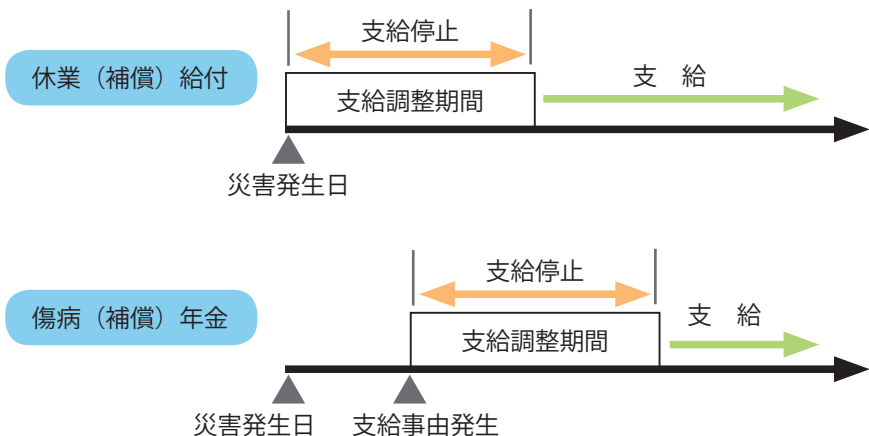 支給停止
休業（補償）給付
支給調整期間
支　給
災害発生日
支給停止
傷病（補償）年金
支給調整期間
支　給
災害発生日
支給事由発生